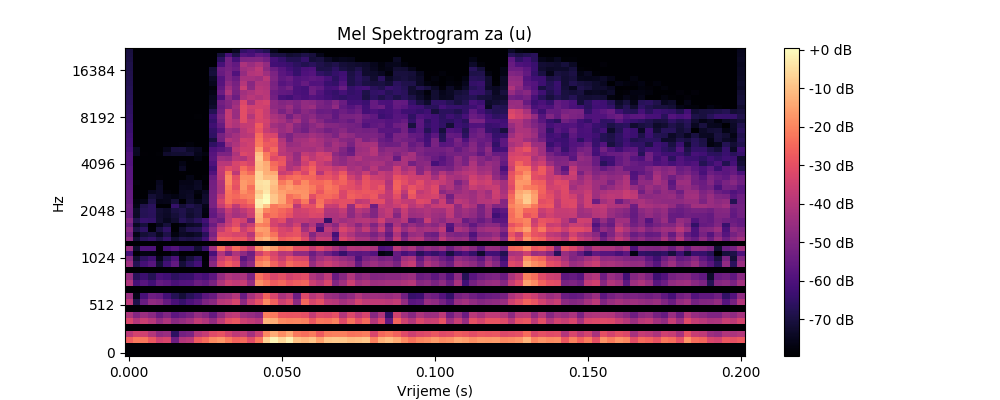 Mel Spektrogram za (u)
Hz
16384
8192
4096
2048
1024
512
0
0.000 0.050 0.100 0.150 0.200
Vrijeme (s)
+0 dB
-10 dB
-20 dB
-30 dB
-40 dB
-50 dB
-60 dB
-70 dB